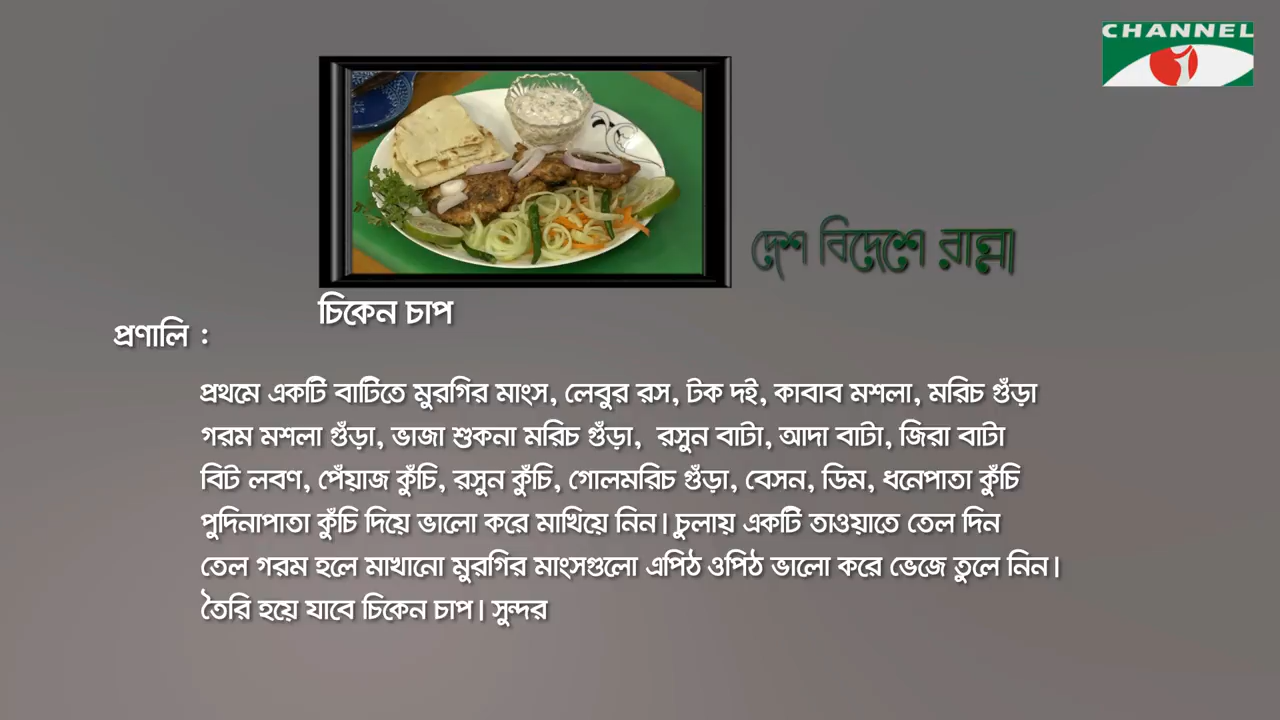 CHANNEL
দেশ বিদেশে রান্না
চিকেন চাপ
প্রণালি :
প্রথমে একটি বাটিতে মুরগির মাংস, লেবুর রস, টক দই, কাবাব মশলা, মরিচ গুঁড়া
গরম মশলা গুঁড়া, ভাজা শুকনা মরিচ গুঁড়া, রসুন বাটা, আদা বাটা, জিরা বাটা
বিট লবণ, পেঁয়াজ কুঁচি, রসুন কুঁচি, গোলমরিচ গুঁড়া, বেসন, ডিম, ধনেপাতা কুঁচি
পুদিনাপাতা কুঁচি দিয়ে ভালো করে মাখিয়ে নিন। চুলায় একটি তাওয়াতে তেল দিন
তেল গরম হলে মাখানো মুরগির মাংসগুলো এপিঠ ওপিঠ ভালো করে ভেজে তুলে নিন।
তৈরি হয়ে যাবে চিকেন চাপ। সুন্দর